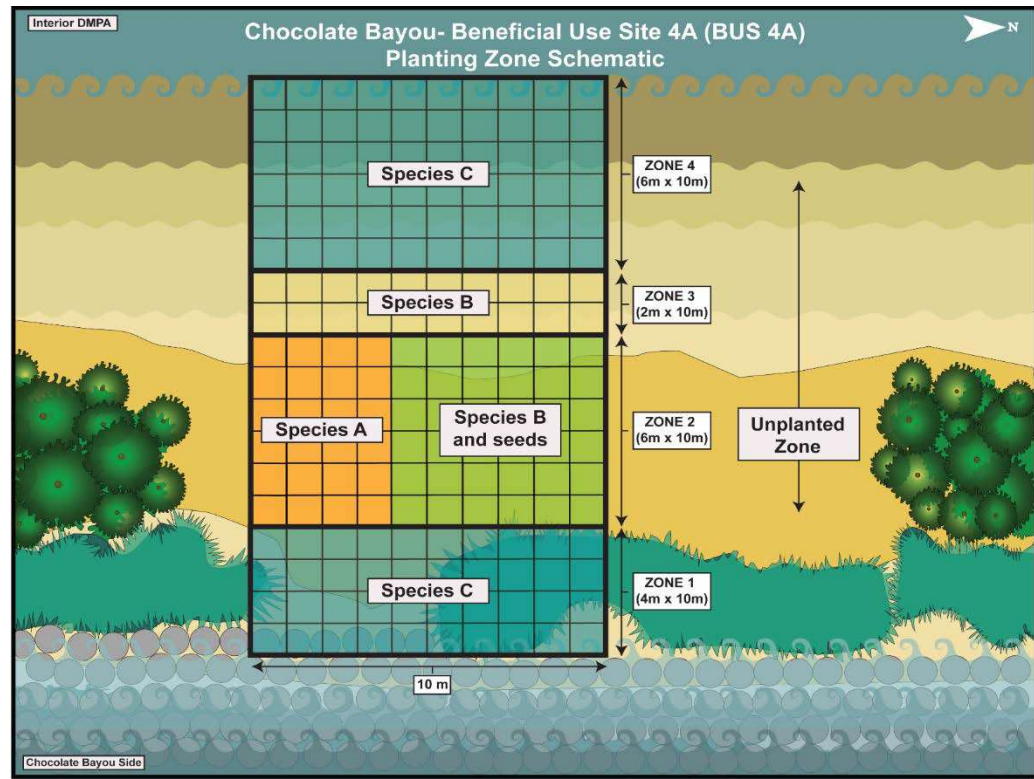 Interior DMPA
Chocolate Bayou- Beneficial Use Site 4A (BUS 4A)
Planting Zone Schematic
N
Species C
ZONE 4
(6m x 10m)
Species B
ZONE 3
(2m x 10m)
Species A
Species B
and seeds
ZONE 2
(6m x 10m)
Unplanted
Zone
Species C
ZONE 1
(4m x 10m)
10 m
Chocolate Bayou Side